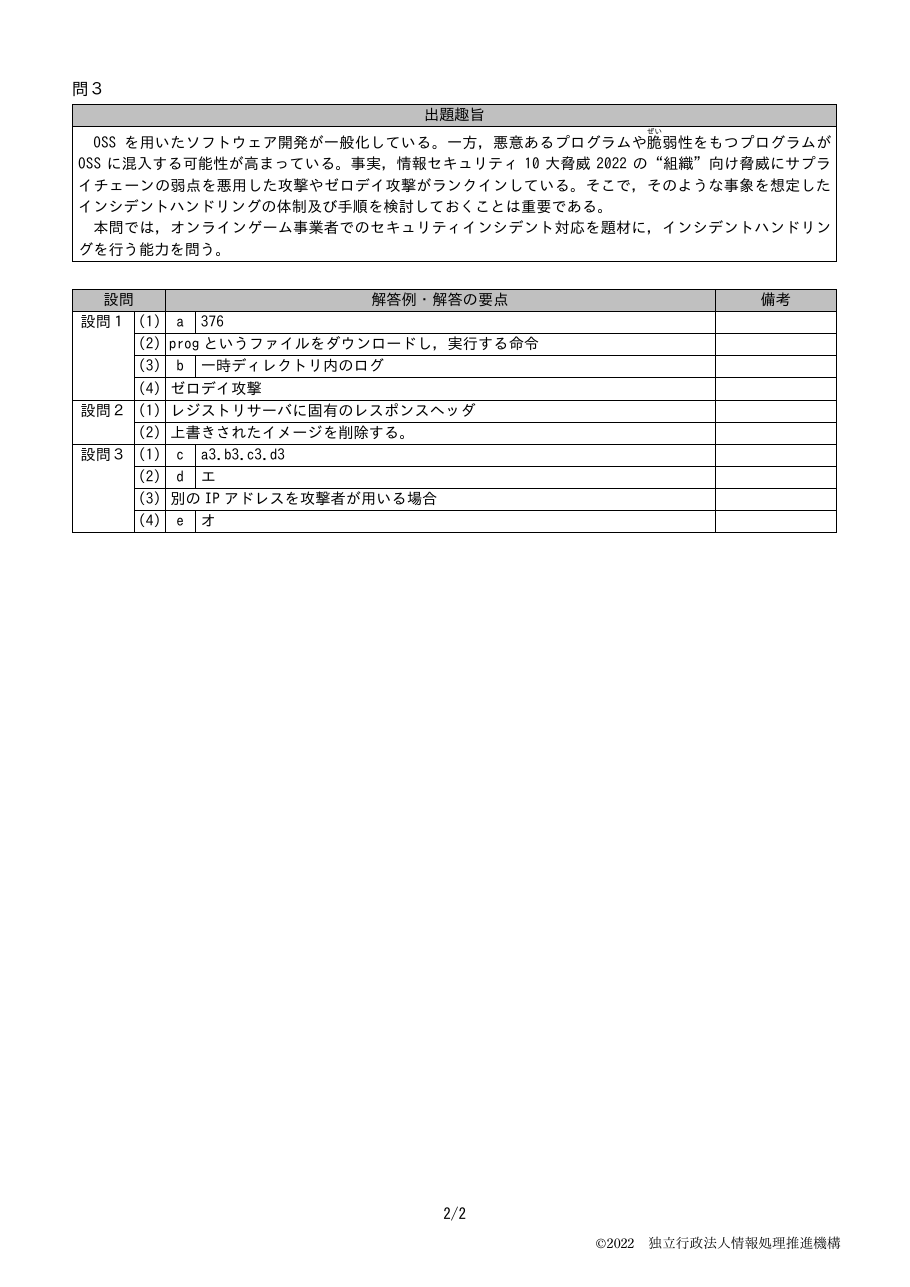 問3
出題趣旨
OSS を用いたソフトウェア開発が一般化している。一方，悪意あるプログラムや脆弱性をもつプログラムが
ぜい
OSS に混入する可能性が高まっている。事実，情報セキュリティ 10 大脅威 2022 の“組織”向け脅威にサプラ
イチェーンの弱点を悪用した攻撃やゼロデイ攻撃がランクインしている。そこで，そのような事象を想定した
インシデントハンドリングの体制及び手順を検討しておくことは重要である。
本問では，オンラインゲーム事業者でのセキュリティインシデント対応を題材に，インシデントハンドリン
グを行う能力を問う。
設問 解答例・解答の要点 備考
設問1 (1) a 376
(2) prog というファイルをダウンロードし，実行する命令
(3) b 一時ディレクトリ内のログ
(4) ゼロデイ攻撃
設問2 (1) レジストリサーバに固有のレスポンスヘッダ
(2) 上書きされたイメージを削除する。
設問3 (1) c a3.b3.c3.d3
(2) d エ
(3) 別の IP アドレスを攻撃者が用いる場合
(4) e オ
2/2
©2022 独立行政法人情報処理推進機構